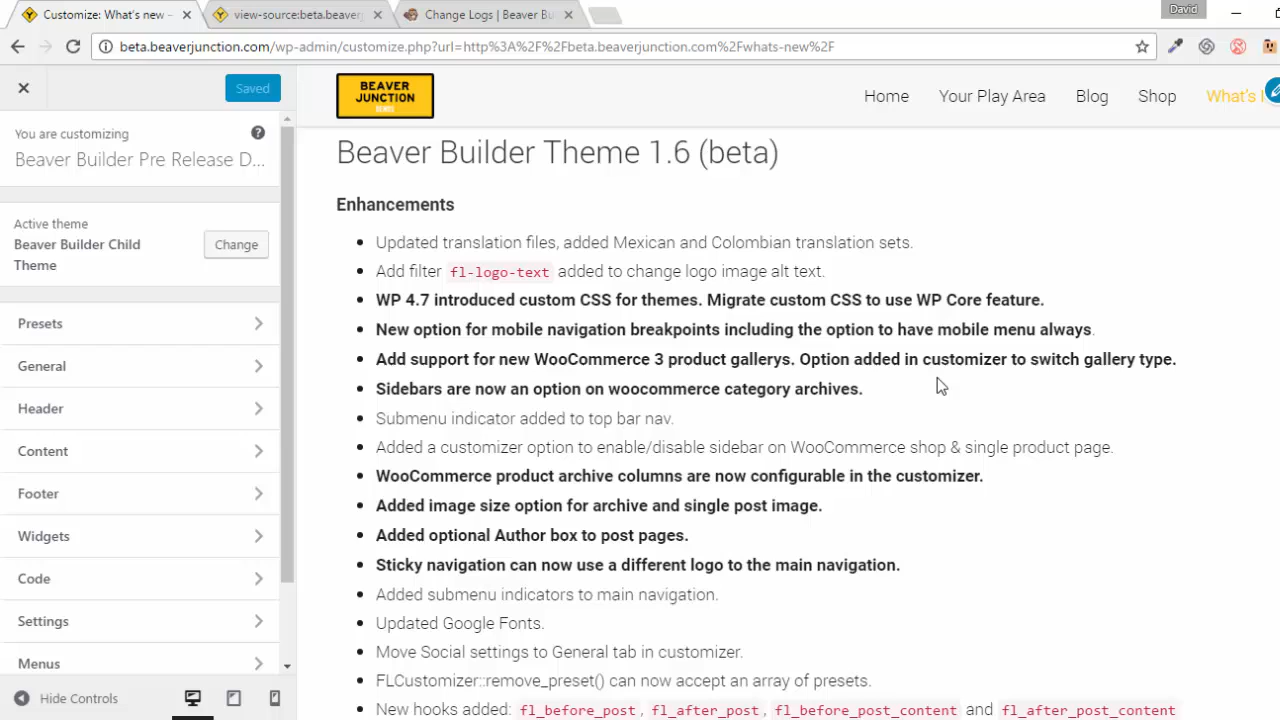 Customize: What's new –
view-source:beta.beaver
Change Logs | Beaver Bu
David
beta.beaverjunction.com/wp-admin/customize.php?url=http%3A%2F%2Fbeta.beaverjunction.com%2Fwhats-new%2F
Saved
You are customizing
Beaver Builder Pre Release D...
Active theme
Beaver Builder Child
Theme
Change
Presets
General
Header
Content
Footer
Widgets
Code
Settings
Menus
Hide Controls
BEAVER
JUNCTION
Home
Your Play Area
Blog
Shop
What's
Beaver Builder Theme 1.6 (beta)
Enhancements
Updated translation files, added Mexican and Colombian translation sets.
Add filter fl-logo-text added to change logo image alt text.
WP 4.7 introduced custom CSS for themes. Migrate custom CSS to use WP Core feature.
New option for mobile navigation breakpoints including the option to have mobile menu always.
Add support for new WooCommerce 3 product gallerys. Option added in customizer to switch gallery type.
Sidebars are now an option on woocommerce category archives.
Submenu indicator added to top bar nav.
Added a customizer option to enable/disable sidebar on WooCommerce shop & single product page.
WooCommerce product archive columns are now configurable in the customizer.
Added image size option for archive and single post image.
Added optional Author box to post pages.
Sticky navigation can now use a different logo to the main navigation.
Added submenu indicators to main navigation.
Updated Google Fonts.
Move Social settings to General tab in customizer.
FLCustomizer::remove_preset() can now accept an array of presets.
New hooks added: fl_before_post, fl_after_post, fl_before_post_content and fl_after_post_content